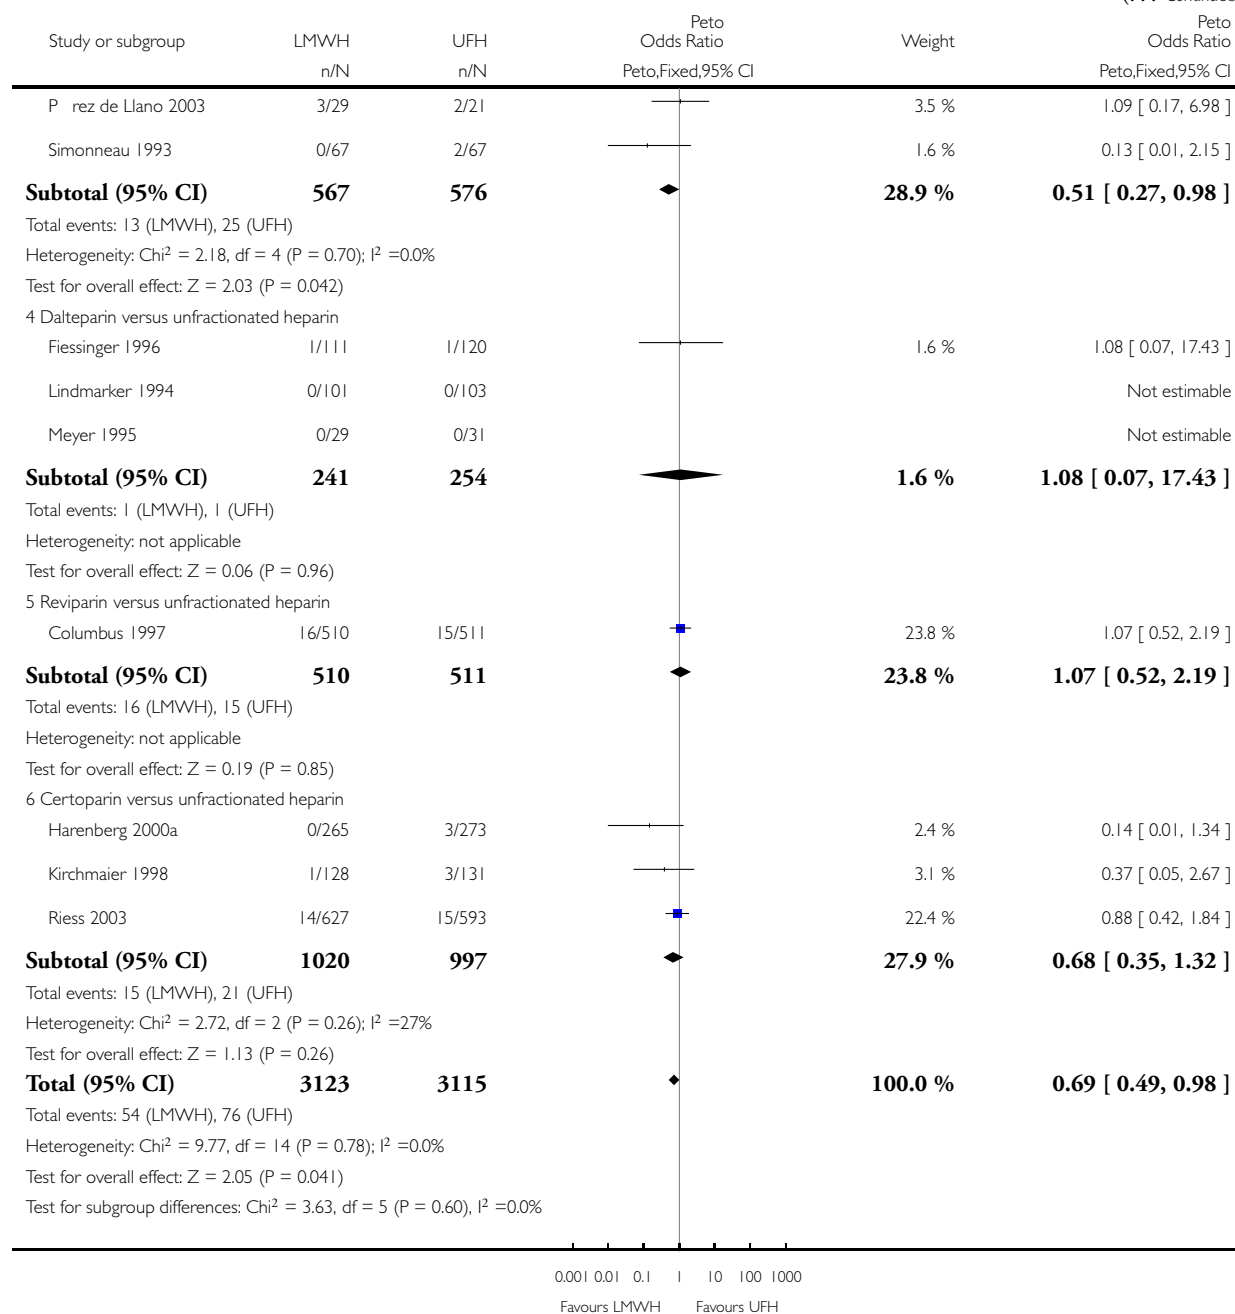 Study or subgroup LMWH UFH Peto Odds Ratio Weight Peto Odds Ratio
n/N n/N Peto,Fixed,95% CI Peto,Fixed,95% CI
P rez de Llano 2003 3/29 2/21 3.5 % 1.09 [ 0.17, 6.98 ]
Simonneau 1993 0/67 2/67 1.6 % 0.13 [ 0.01, 2.15 ]
Subtotal (95% CI) 567 576 28.9 % 0.51 [ 0.27, 0.98 ]
Total events: 13 (LMWH), 25 (UFH)
Heterogeneity: Chi² = 2.18, df = 4 (P = 0.70); I² =0.0%
Test for overall effect: Z = 2.03 (P = 0.042)
4 Dalteparin versus unfractionated heparin
Fiessinger 1996 1/111 1/120 1.6 % 1.08 [ 0.07, 17.43 ]
Lindmarker 1994 0/101 0/103 Not estimable
Meyer 1995 0/29 0/31 Not estimable
Subtotal (95% CI) 241 254 1.6 % 1.08 [ 0.07, 17.43 ]
Total events: 1 (LMWH), 1 (UFH)
Heterogeneity: not applicable
Test for overall effect: Z = 0.06 (P = 0.96)
5 Reviparin versus unfractionated heparin
Columbus 1997 16/510 15/511 23.8 % 1.07 [ 0.52, 2.19 ]
Subtotal (95% CI) 510 511 23.8 % 1.07 [ 0.52, 2.19 ]
Total events: 16 (LMWH), 15 (UFH)
Heterogeneity: not applicable
Test for overall effect: Z = 0.19 (P = 0.85)
6 Certoparin versus unfractionated heparin
Harenberg 2000a 0/265 3/273 2.4 % 0.14 [ 0.01, 1.34 ]
Kirchmaier 1998 1/128 3/131 3.1 % 0.37 [ 0.05, 2.67 ]
Riess 2003 14/627 15/593 22.4 % 0.88 [ 0.42, 1.84 ]
Subtotal (95% CI) 1020 997 27.9 % 0.68 [ 0.35, 1.32 ]
Total events: 15 (LMWH), 21 (UFH)
Heterogeneity: Chi² = 2.72, df = 2 (P = 0.26); I² =27%
Test for overall effect: Z = 1.13 (P = 0.26)
Total (95% CI) 3123 3115 100.0 % 0.69 [ 0.49, 0.98 ]
Total events: 54 (LMWH), 76 (UFH)
Heterogeneity: Chi² = 9.77, df = 14 (P = 0.78); I² =0.0%
Test for overall effect: Z = 2.05 (P = 0.041)
Test for subgroup differences: Chi² = 3.63, df = 5 (P = 0.60), I² =0.0%
0.001 0.01 0.1 1 10 100 1000
Favours LMWH Favours UFH